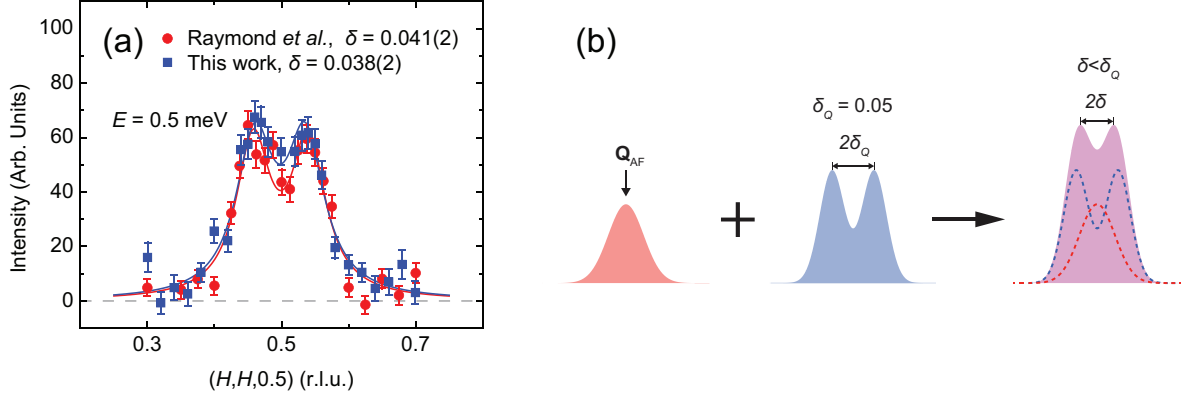 (a)
Raymond et al., δ = 0.041(2)
This work, δ = 0.038(2)
E = 0.5 meV
Intensity (Arb. Units)
100
80
60
40
20
0
0.3 0.5 0.7
(H,H,0.5) (r.l.u.)
(b)
Q_AF
+
δ_Q = 0.05
2δ_Q
δ<δ_Q
2δ